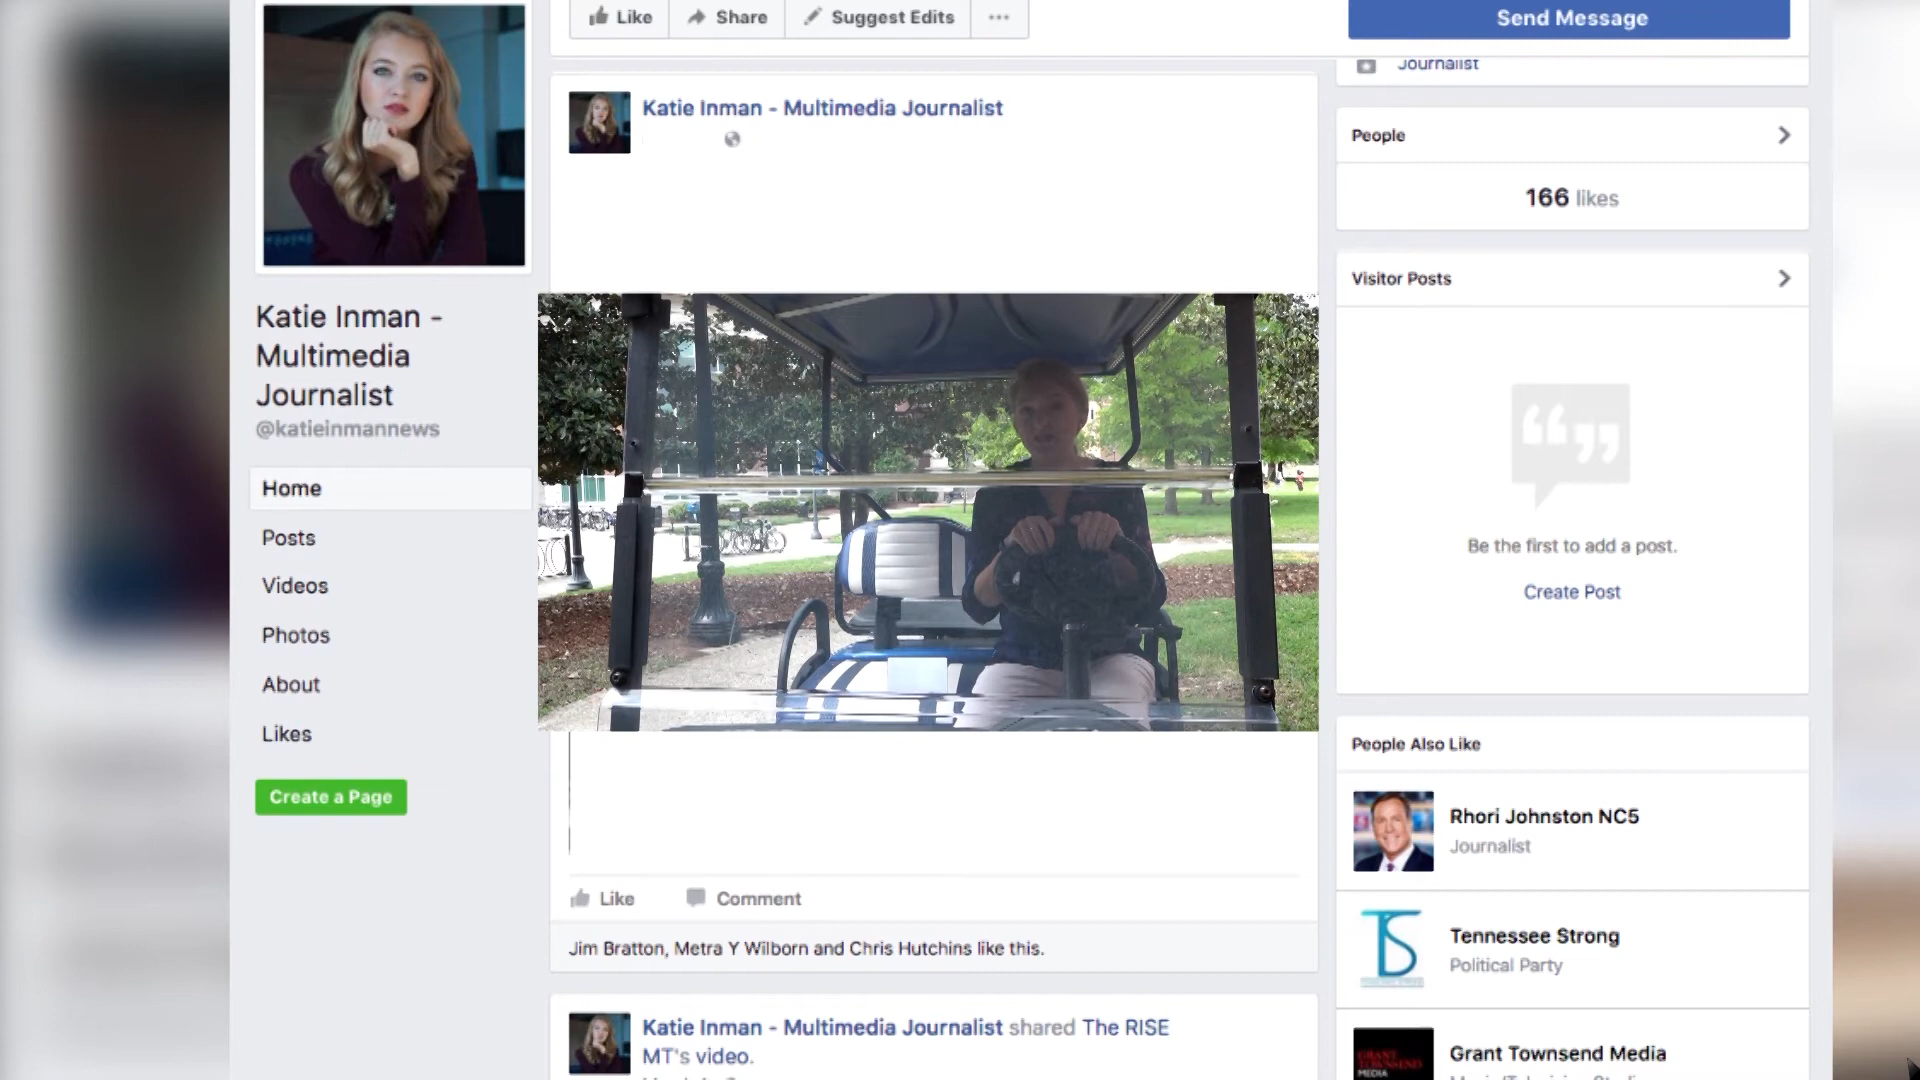 Like
Share
Suggest Edits
Send Message
Journalist
Katie Inman - Multimedia Journalist
People
166 likes
Visitor Posts
Katie Inman -
Multimedia
Journalist
@katieinmannews
Home
Posts
Videos
Photos
About
Likes
Create a Page
Be the first to add a post.
Create Post
People Also Like
Rhori Johnston NC5
Journalist
Tennessee Strong
Political Party
Like
Comment
Jim Bratton, Metra Y Wilborn and Chris Hutchins like this.
Katie Inman - Multimedia Journalist shared The RISE
MT's video.
GRANT
TOWNSEND
MEDIA
Grant Townsend Media